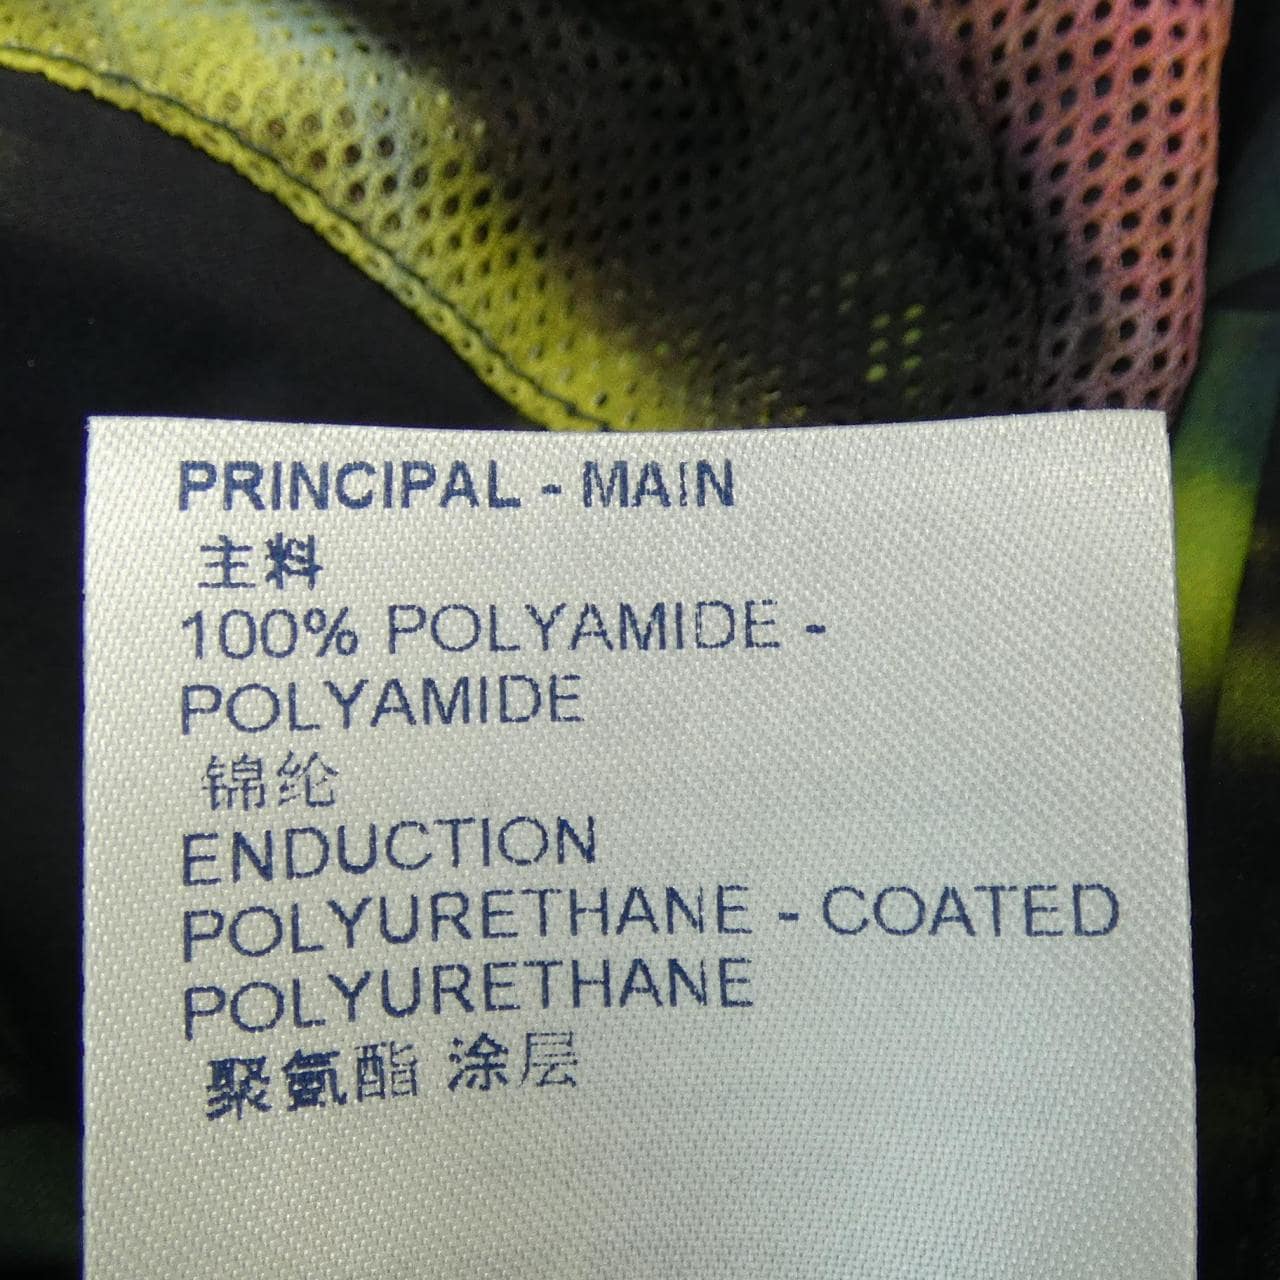 PRINCIPAL - MAIN
主料
100% POLYAMIDE -
POLYAMIDE
锦纶
ENDUCTION
POLYURETHANE - COATED
POLYURETHANE
聚氨酯 涂层